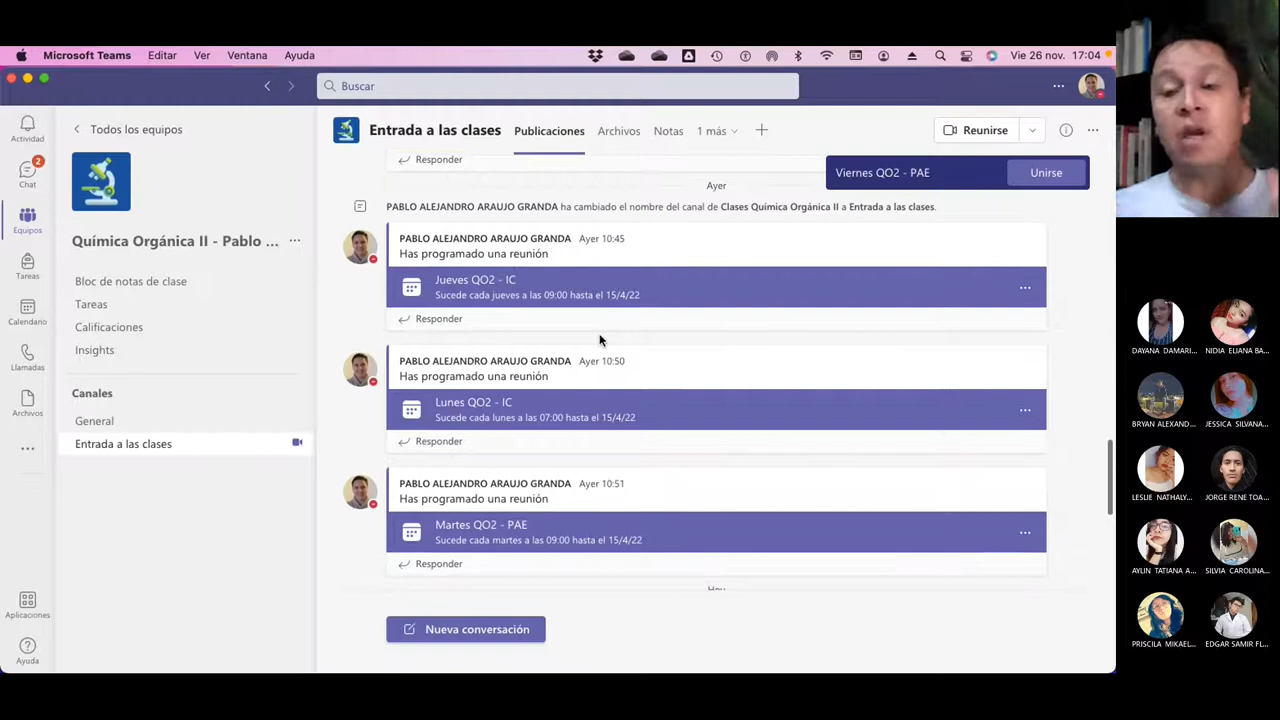 Microsoft Teams Editar Ver Ventana Ayuda Vie 26 nov. 17:04
Buscar
Todos los equipos
Entrada a las clases Publicaciones Archivos Notas 1 más Reunirse
Responder
Viernes QO2 - PAE Unirse
Ayer
PABLO ALEJANDRO ARAUJO GRANDA ha cambiado el nombre del canal de Clases Química Orgánica II a Entrada a las clases.
PABLO ALEJANDRO ARAUJO GRANDA Ayer 10:45
Has programado una reunión
Jueves QO2 - IC
Sucede cada jueves a las 09:00 hasta el 15/4/22
Responder
PABLO ALEJANDRO ARAUJO GRANDA Ayer 10:50
Has programado una reunión
Lunes QO2 - IC
Sucede cada lunes a las 07:00 hasta el 15/4/22
Responder
PABLO ALEJANDRO ARAUJO GRANDA Ayer 10:51
Has programado una reunión
Martes QO2 - PAE
Sucede cada martes a las 09:00 hasta el 15/4/22
Responder
Hoy
Nueva conversación
Actividad
2
Chat
Equipos
Tareas
Calendario
Llamadas
Archivos
Aplicaciones
Ayuda
Química Orgánica II - Pablo ...
Bloc de notas de clase
Tareas
Calificaciones
Insights
Canales
General
Entrada a las clases
DAYANA DAMARI... NIDIA ELIANA BA...
BRYAN ALEXAND... JESSICA SILVANA...
LESLIE NATHALY... JORGE RENE TOA...
AYLIN TATIANA A... SILVIA CAROLINA...
PRISCILA MIKAEL... EDGAR SAMIR FL...